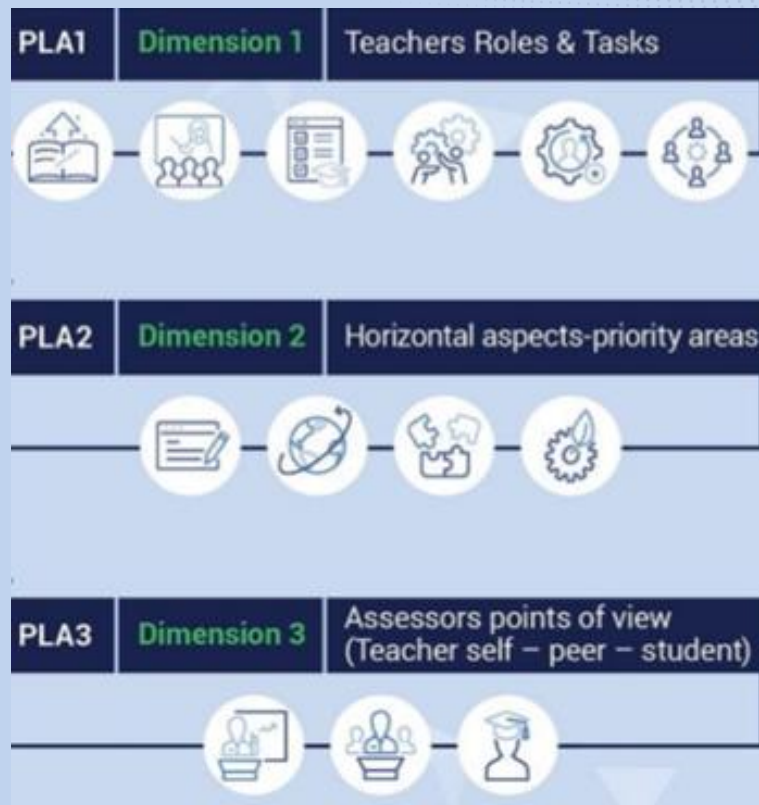 PLA1 Dimension 1 Teachers Roles & Tasks
PLA2 Dimension 2 Horizontal aspects-priority areas
PLA3 Dimension 3 Assessors points of view
(Teacher self – peer – student)